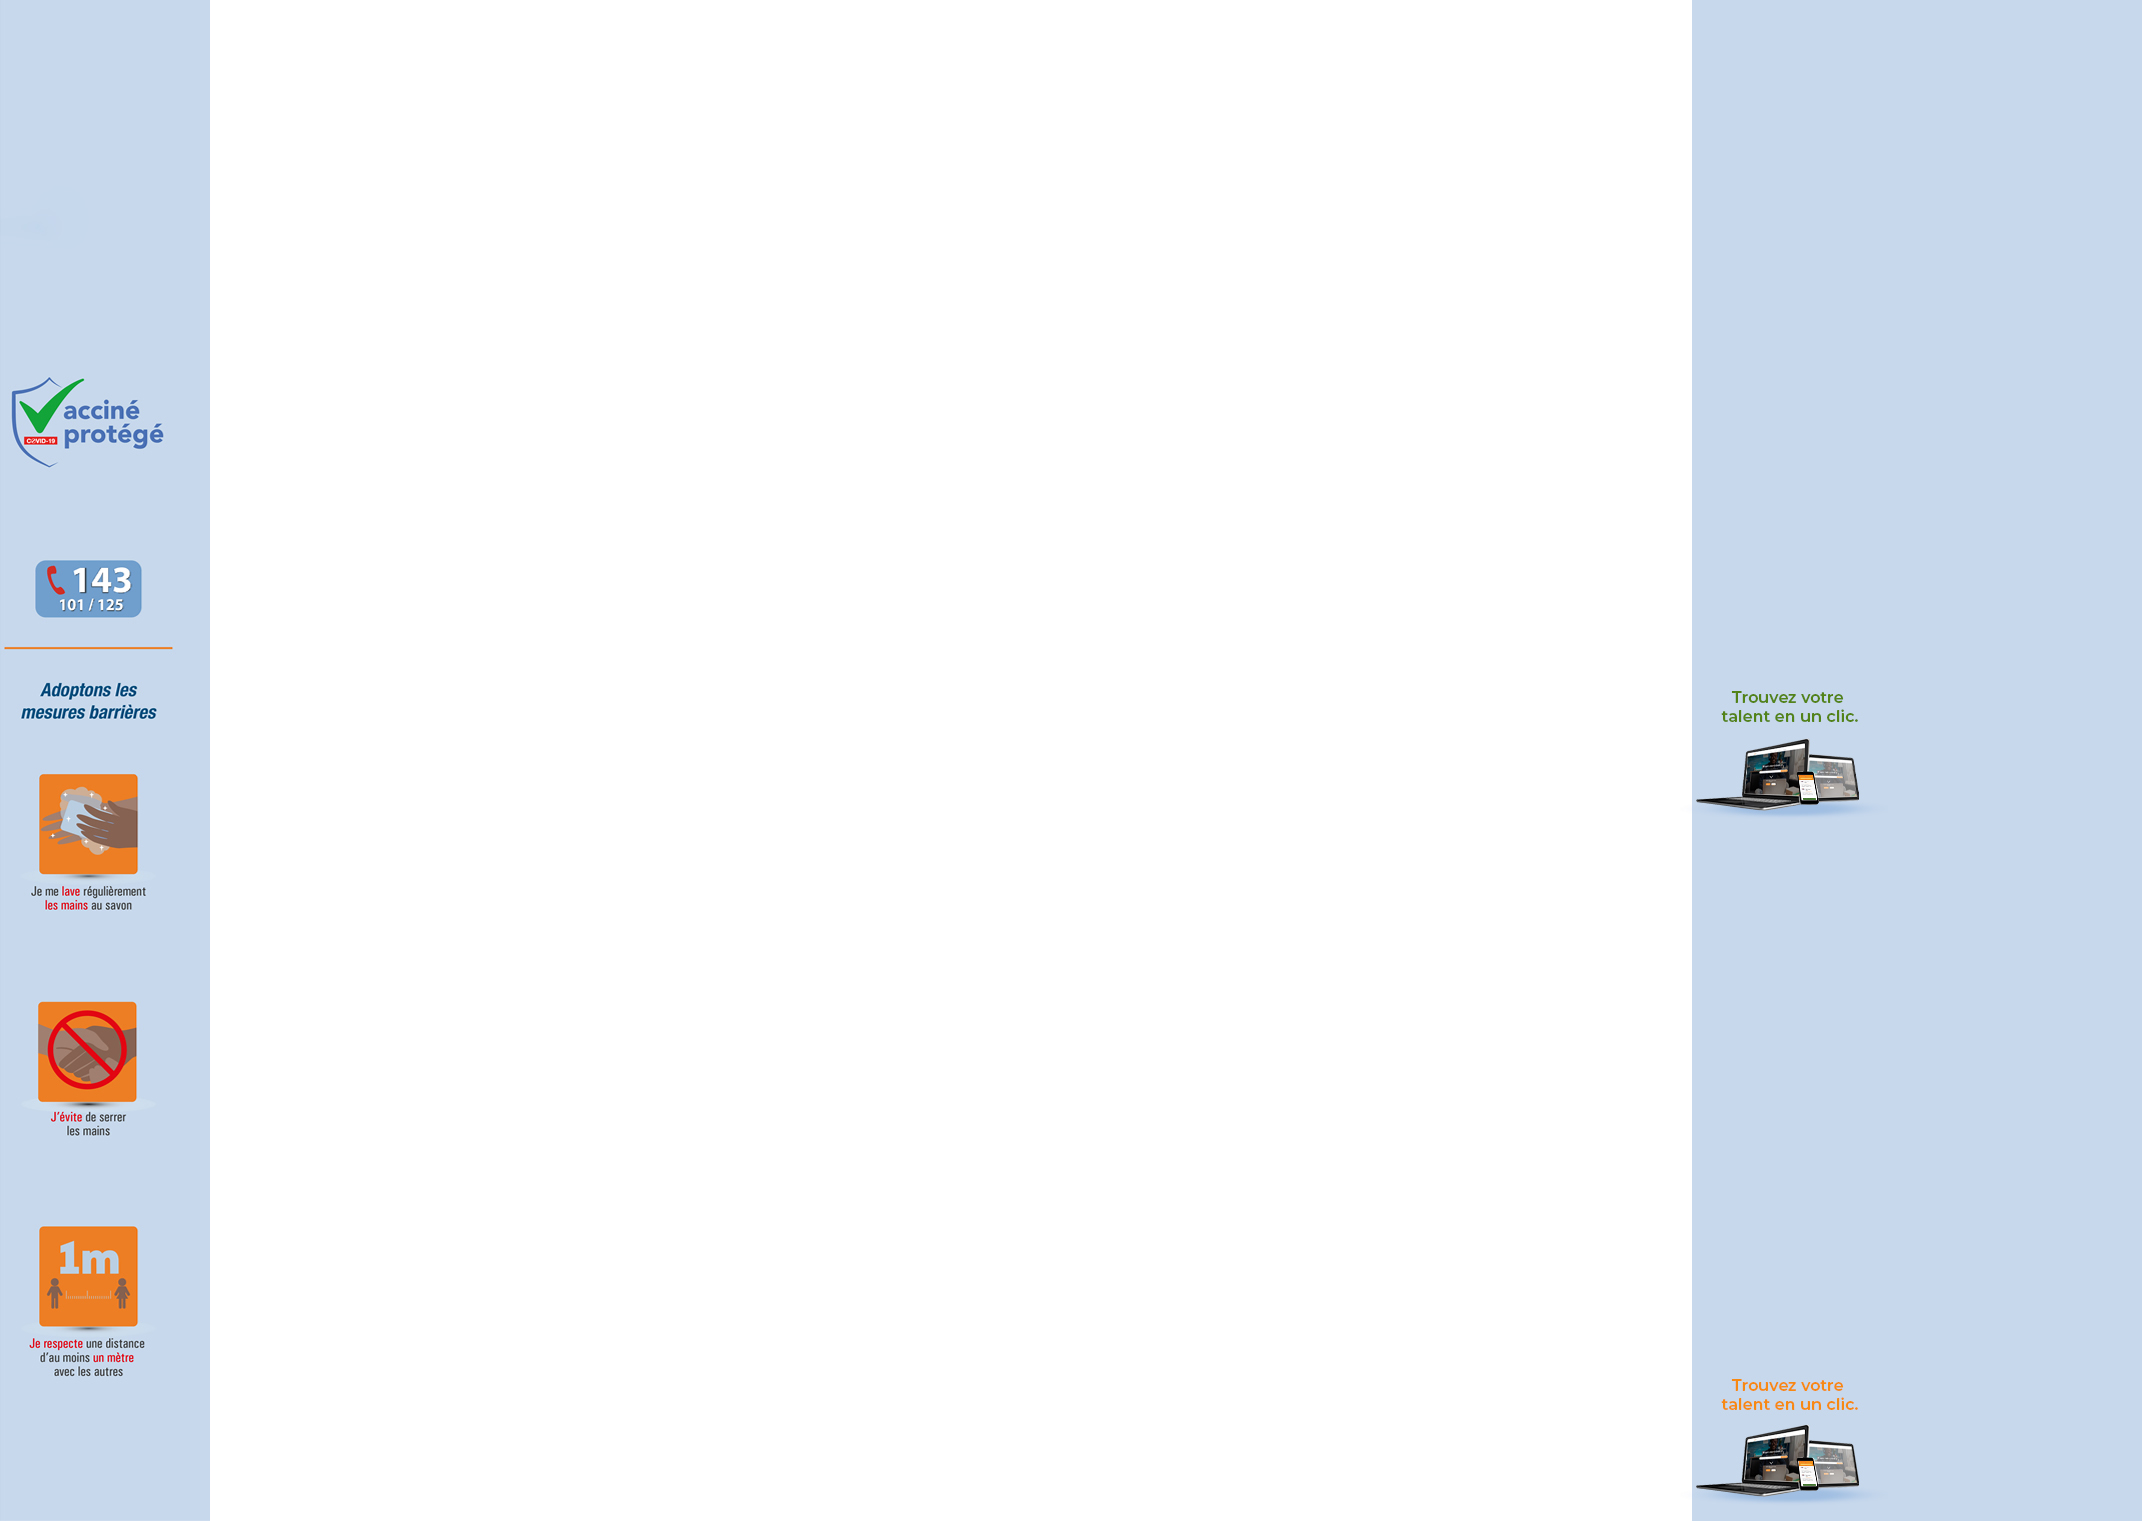 acciné
protégé
COVID-19
143
101 / 125
Adoptons les
mesures barrières
Je me lave régulièrement
les mains au savon
J'évite de serrer
les mains
1m
Je respecte une distance
d'au moins un mètre
avec les autres
Trouvez votre
talent en un clic.
Trouvez votre
talent en un clic.